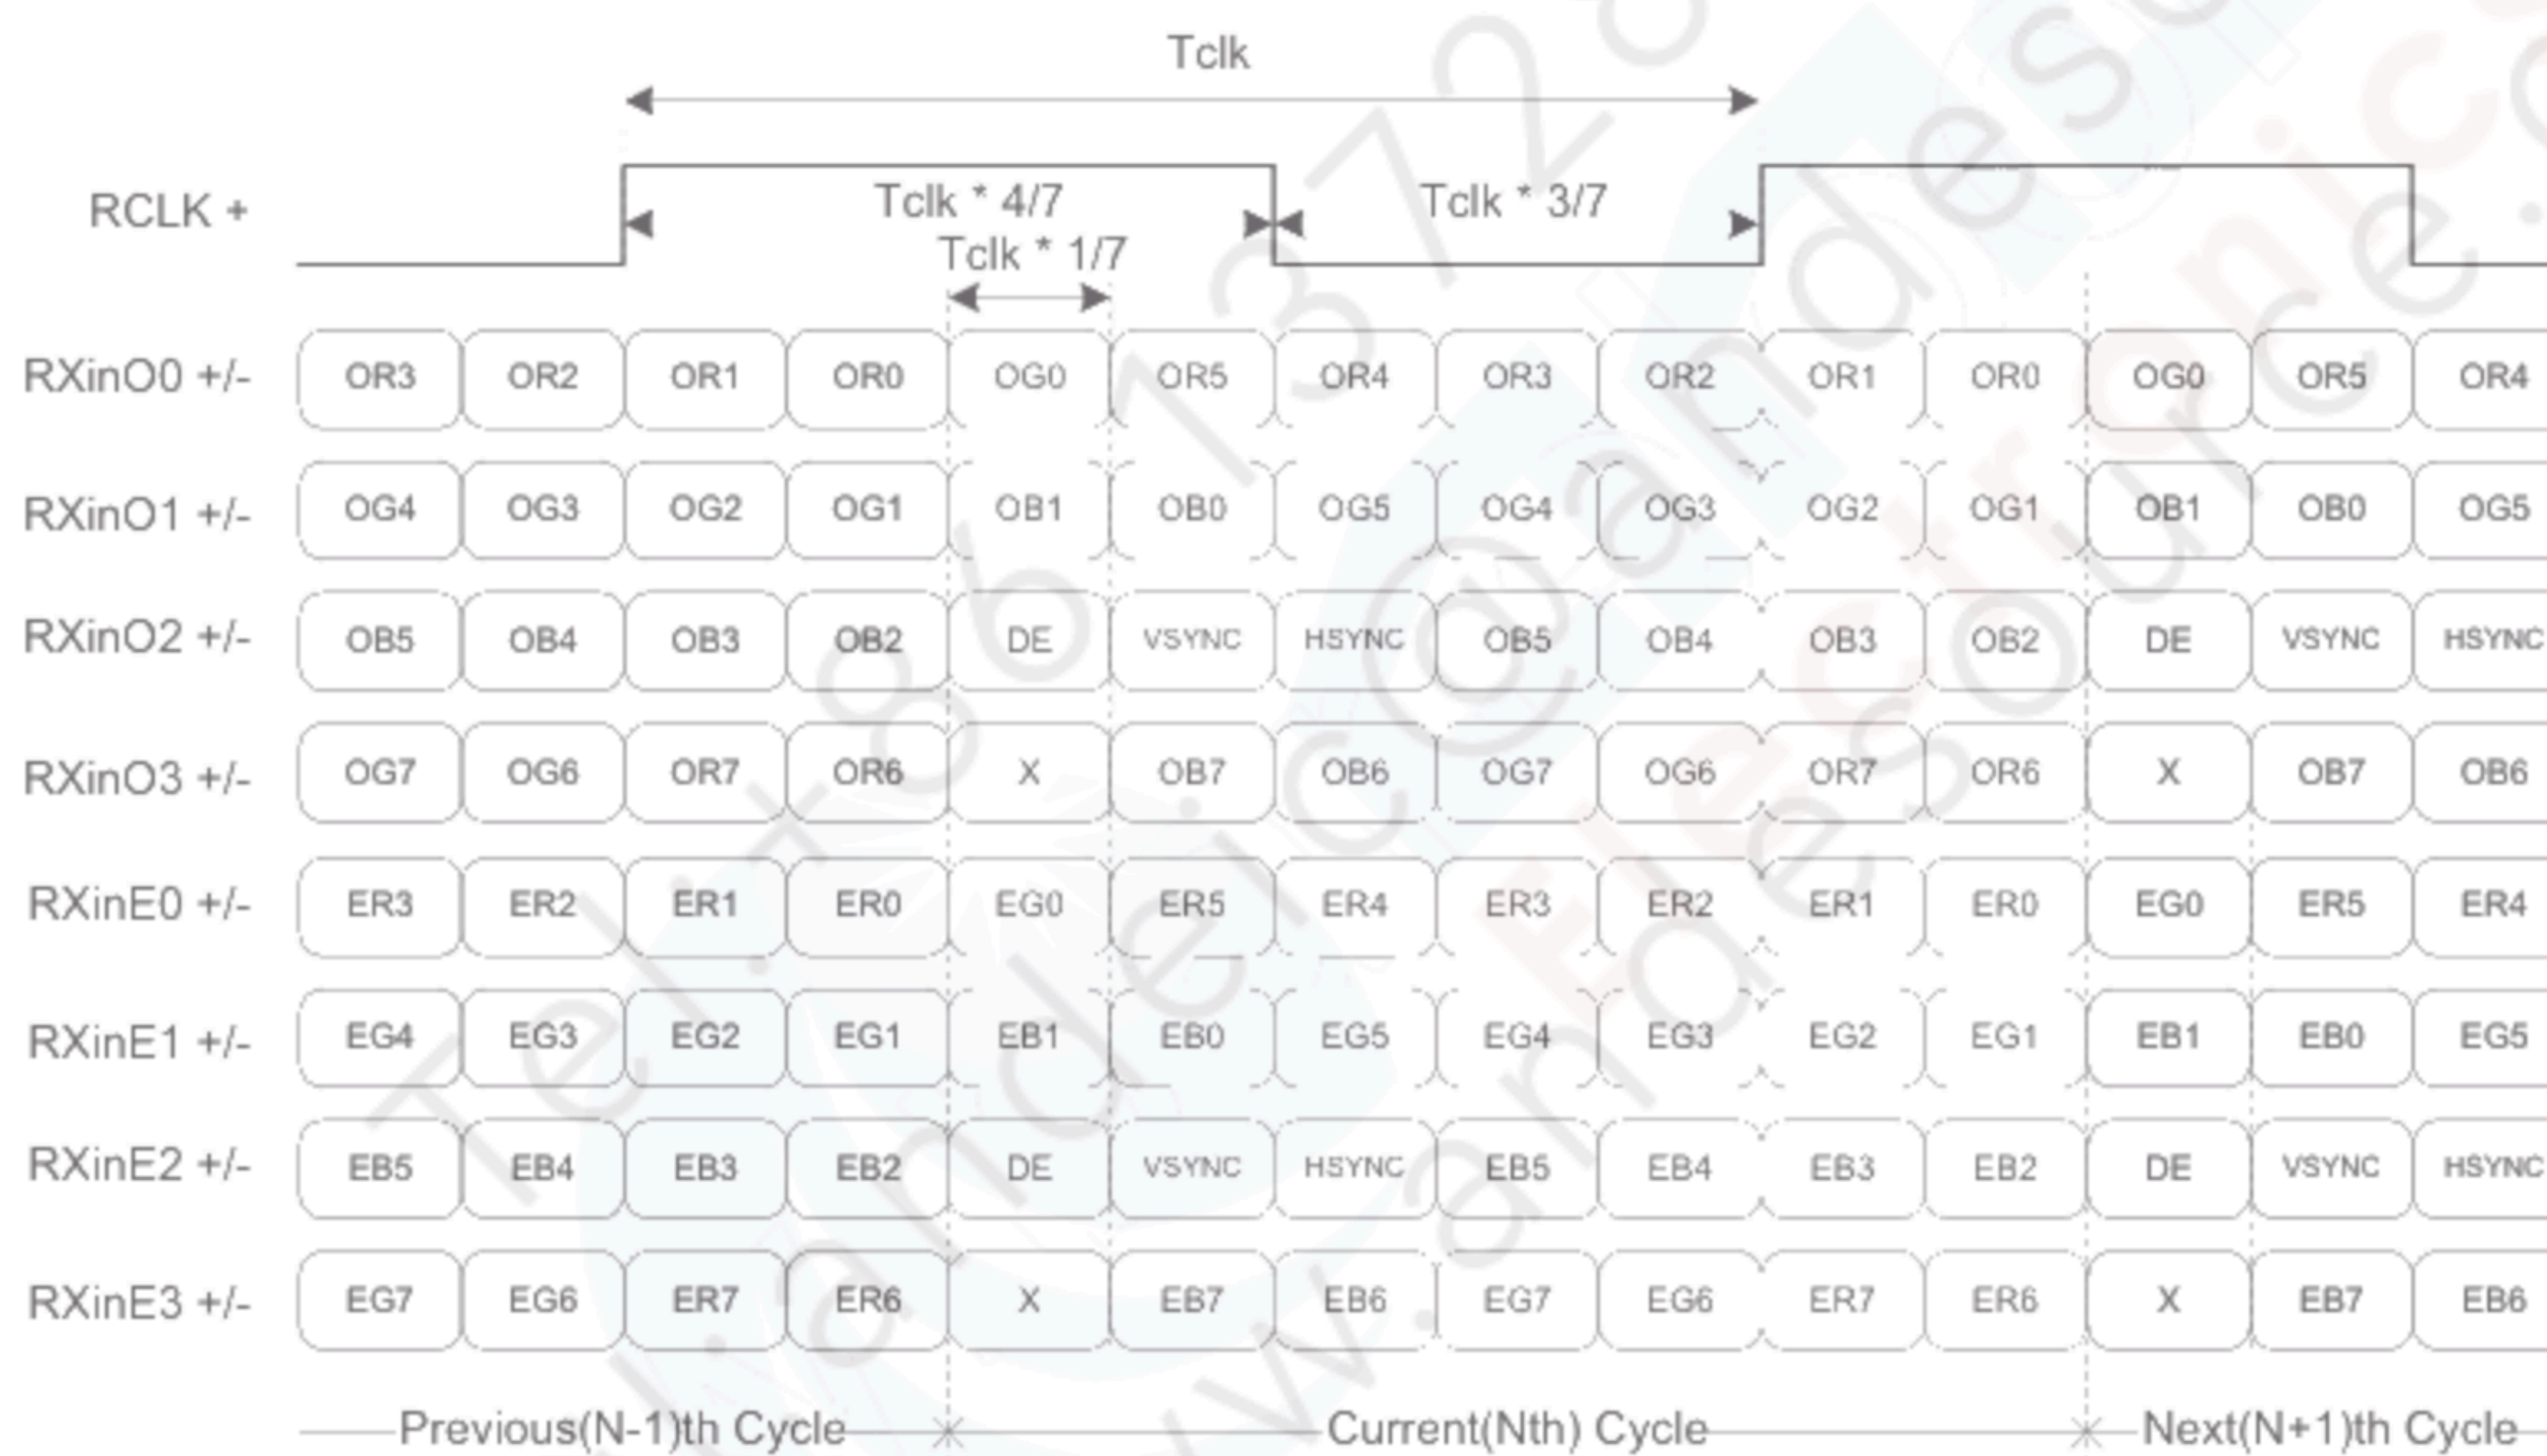 Tclk
RCLK +
Tclk * 4/7
Tclk * 3/7
Tclk * 1/7
RXinO0 +/- OR3 OR2 OR1 OR0 OG0 OR5 OR4 OR3 OR2 OR1 OR0 OG0 OR5 OR4
RXinO1 +/- OG4 OG3 OG2 OG1 OB1 OB0 OG5 OG4 OG3 OG2 OG1 OB1 OB0 OG5
RXinO2 +/- OB5 OB4 OB3 OB2 DE VSYNC HSYNC OB5 OB4 OB3 OB2 DE VSYNC HSYNC
RXinO3 +/- OG7 OG6 OR7 OR6 X OB7 OB6 OG7 OG6 OR7 OR6 X OB7 OB6
RXinE0 +/- ER3 ER2 ER1 ER0 EG0 ER5 ER4 ER3 ER2 ER1 ER0 EG0 ER5 ER4
RXinE1 +/- EG4 EG3 EG2 EG1 EB1 EB0 EG5 EG4 EG3 EG2 EG1 EB1 EB0 EG5
RXinE2 +/- EB5 EB4 EB3 EB2 DE VSYNC HSYNC EB5 EB4 EB3 EB2 DE VSYNC HSYNC
RXinE3 +/- EG7 EG6 ER7 ER6 X EB7 EB6 EG7 EG6 ER7 ER6 X EB7 EB6
Previous(N-1)th Cycle Current(Nth) Cycle Next(N+1)th Cycle